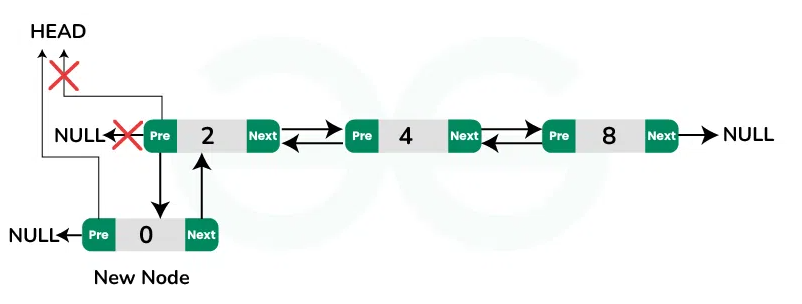 HEAD
NULL Pre 2 Next Pre 4 Next Pre 8 Next NULL
NULL Pre 0 Next
New Node